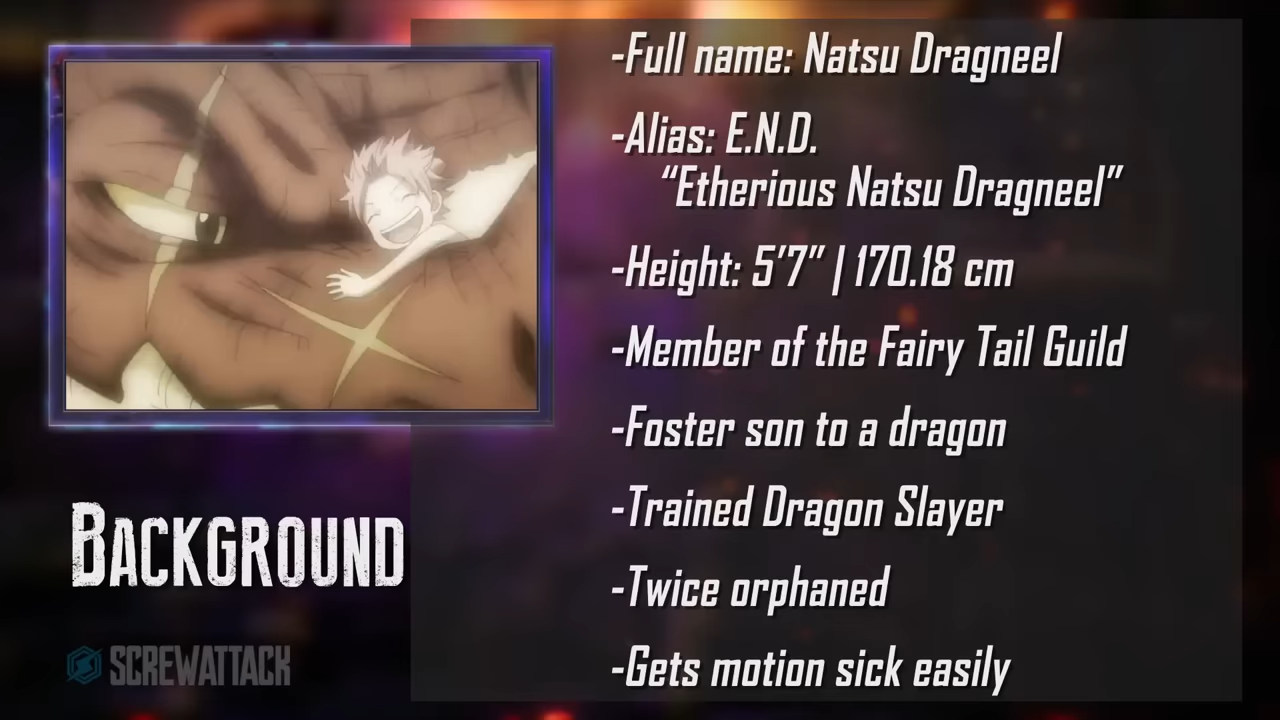 -Full name: Natsu Dragneel
-Alias: E.N.D.
"Etherious Natsu Dragneel"
-Height: 5'7" | 170.18 cm
-Member of the Fairy Tail Guild
-Foster son to a dragon
-Trained Dragon Slayer
-Twice orphaned
-Gets motion sick easily
BACKGROUND
SCREWATTACK